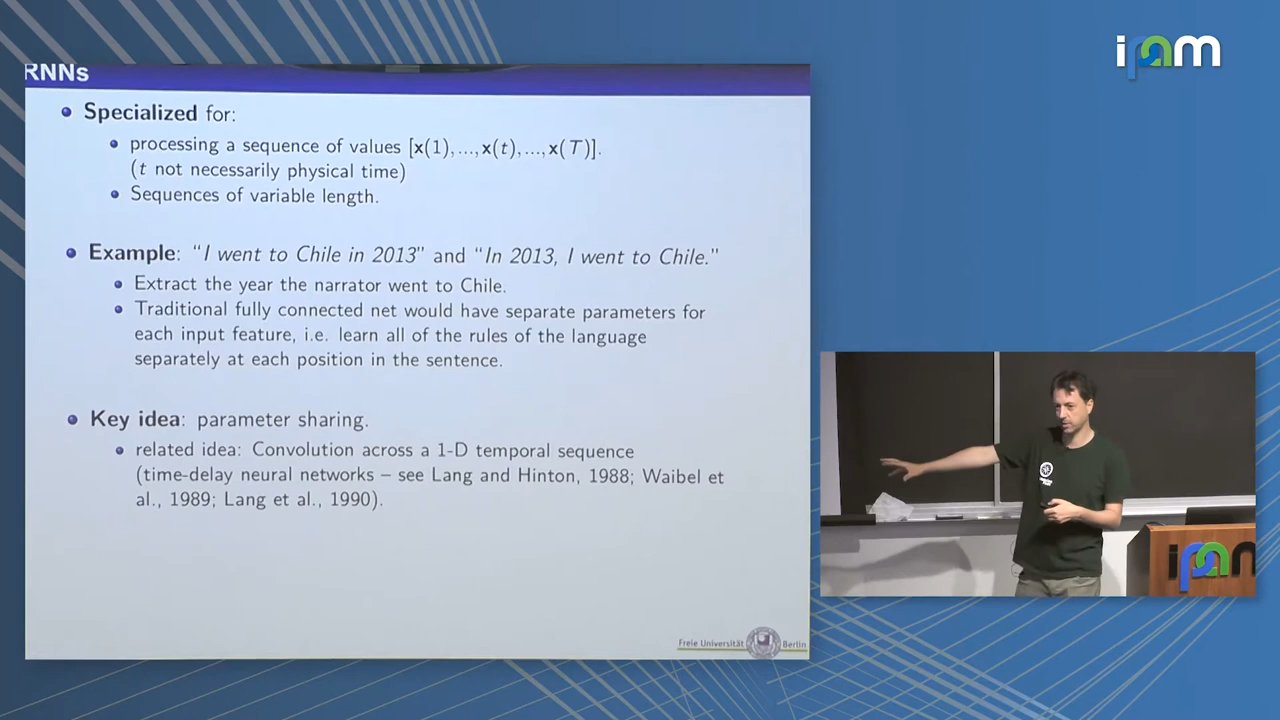 ipam
RNNs
Specialized for:
processing a sequence of values [x(1),...,x(t),...,x(T)].
(t not necessarily physical time)
Sequences of variable length.
Example: “I went to Chile in 2013” and “In 2013, I went to Chile.”
Extract the year the narrator went to Chile.
Traditional fully connected net would have separate parameters for
each input feature, i.e. learn all of the rules of the language
separately at each position in the sentence.
Key idea: parameter sharing.
related idea: Convolution across a 1-D temporal sequence
(time-delay neural networks – see Lang and Hinton, 1988; Waibel et
al., 1989; Lang et al., 1990).
Freie Universität Berlin
ipam